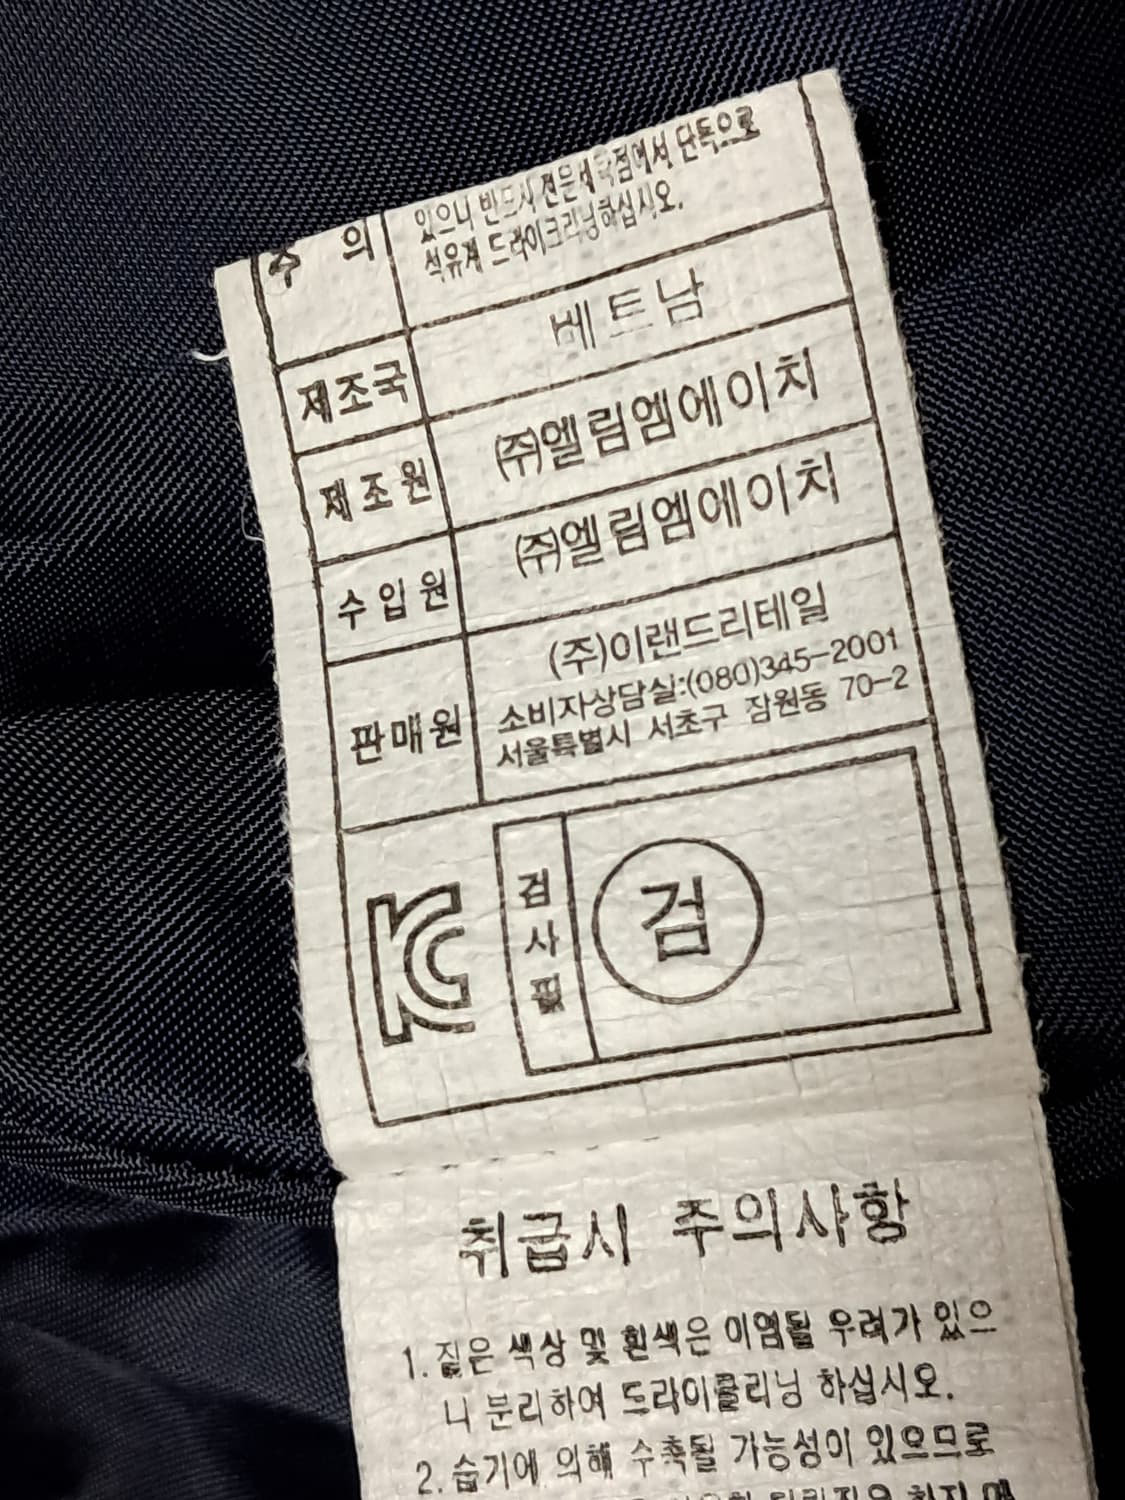 있으니 반드시 전문세탁점에서 단독으로
주 의 석유계 드라이크리닝하십시오.
제조국 베트남
제조원 ㈜엘림엠에이치
수입원 ㈜엘림엠에이치
판매원 (주)이랜드리테일
소비자상담실:(080)345-2001
서울특별시 서초구 잠원동 70-2
KC 검사필 검
취급시 주의사항
1. 짙은 색상 및 흰색은 이염될 우려가 있으
니 분리하여 드라이클리닝 하십시오.
2. 습기에 의해 수축될 가능성이 있으므로